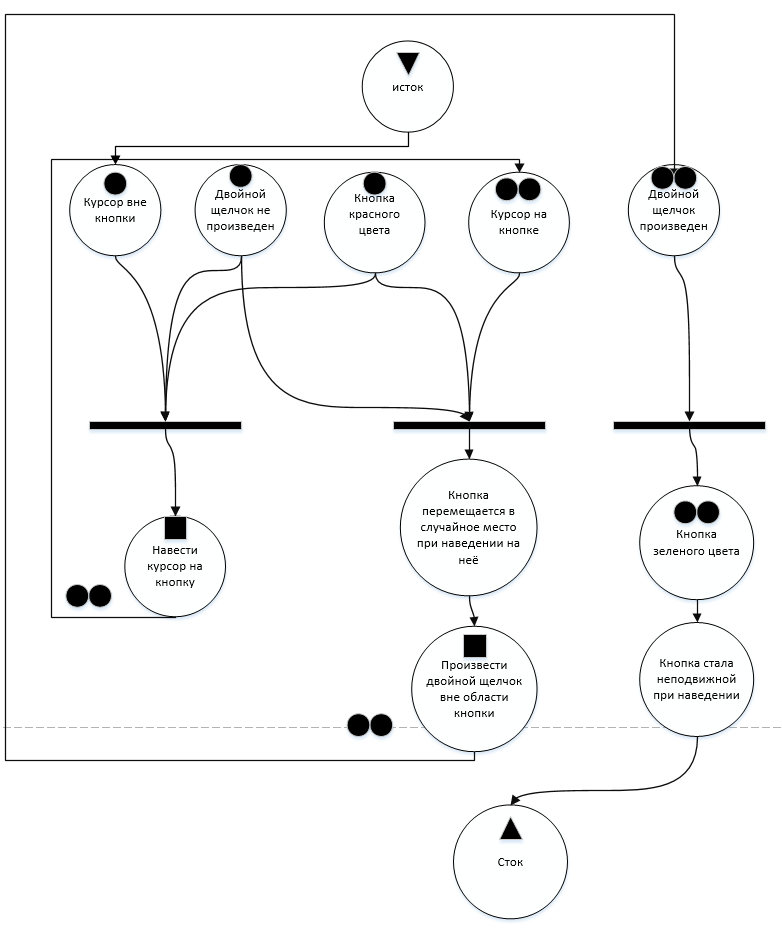 исток
Курсор вне
кнопки
Двойной
щелчок не
произведен
Кнопка
красного
цвета
Курсор на
кнопке
Двойной
щелчок
произведен
Кнопка
перемещается в
случайное место
при наведении на
неё
Навести
курсор на
кнопку
Кнопка
зеленого цвета
Произвести
двойной щелчок
вне области
кнопки
Кнопка стала
неподвижной
при наведении
Сток